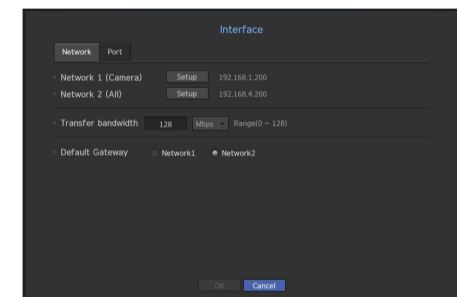 Interface
Network Port
Network 1 (Camera) Setup 192.168.1.200
Network 2 (All) Setup 192.168.4.200
Transfer bandwidth 128 Mbps Range(0 ~ 128)
Default Gateway Network1 Network2
OK Cancel